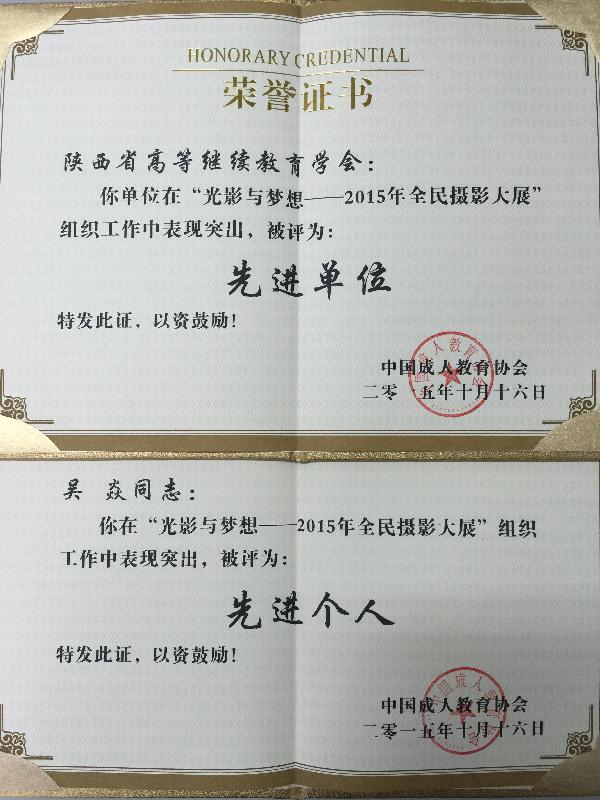 HONORARY CREDENTIAL
荣誉证书
陕西省高等继续教育学会：
你单位在“光影与梦想——2015年全民摄影大展”
组织工作中表现突出，被评为：
先进单位
特发此证，以资鼓励！
中国成人教育协会
二零一五年十月十六日
吴 焱同志：
你在“光影与梦想——2015年全民摄影大展”组织
工作中表现突出，被评为：
先进个人
特发此证，以资鼓励！
中国成人教育协会
二零一五年十月十六日